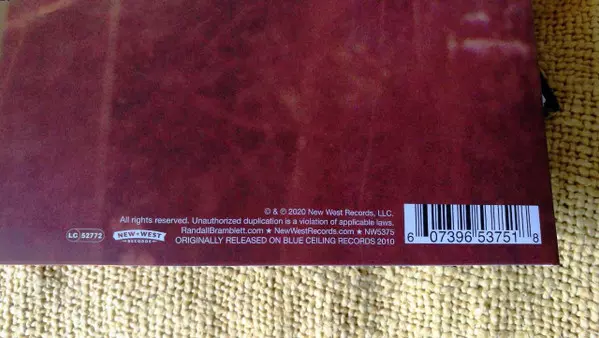 © & ℗ 2020 New West Records, LLC.
All rights reserved. Unauthorized duplication is a violation of applicable laws.
RandallBramblett.com ★ NewWestRecords.com ★ NW5375
ORIGINALLY RELEASED ON BLUE CEILING RECORDS 2010
LC 52772
NEW★WEST
RECORDS
6 07396 53751 8